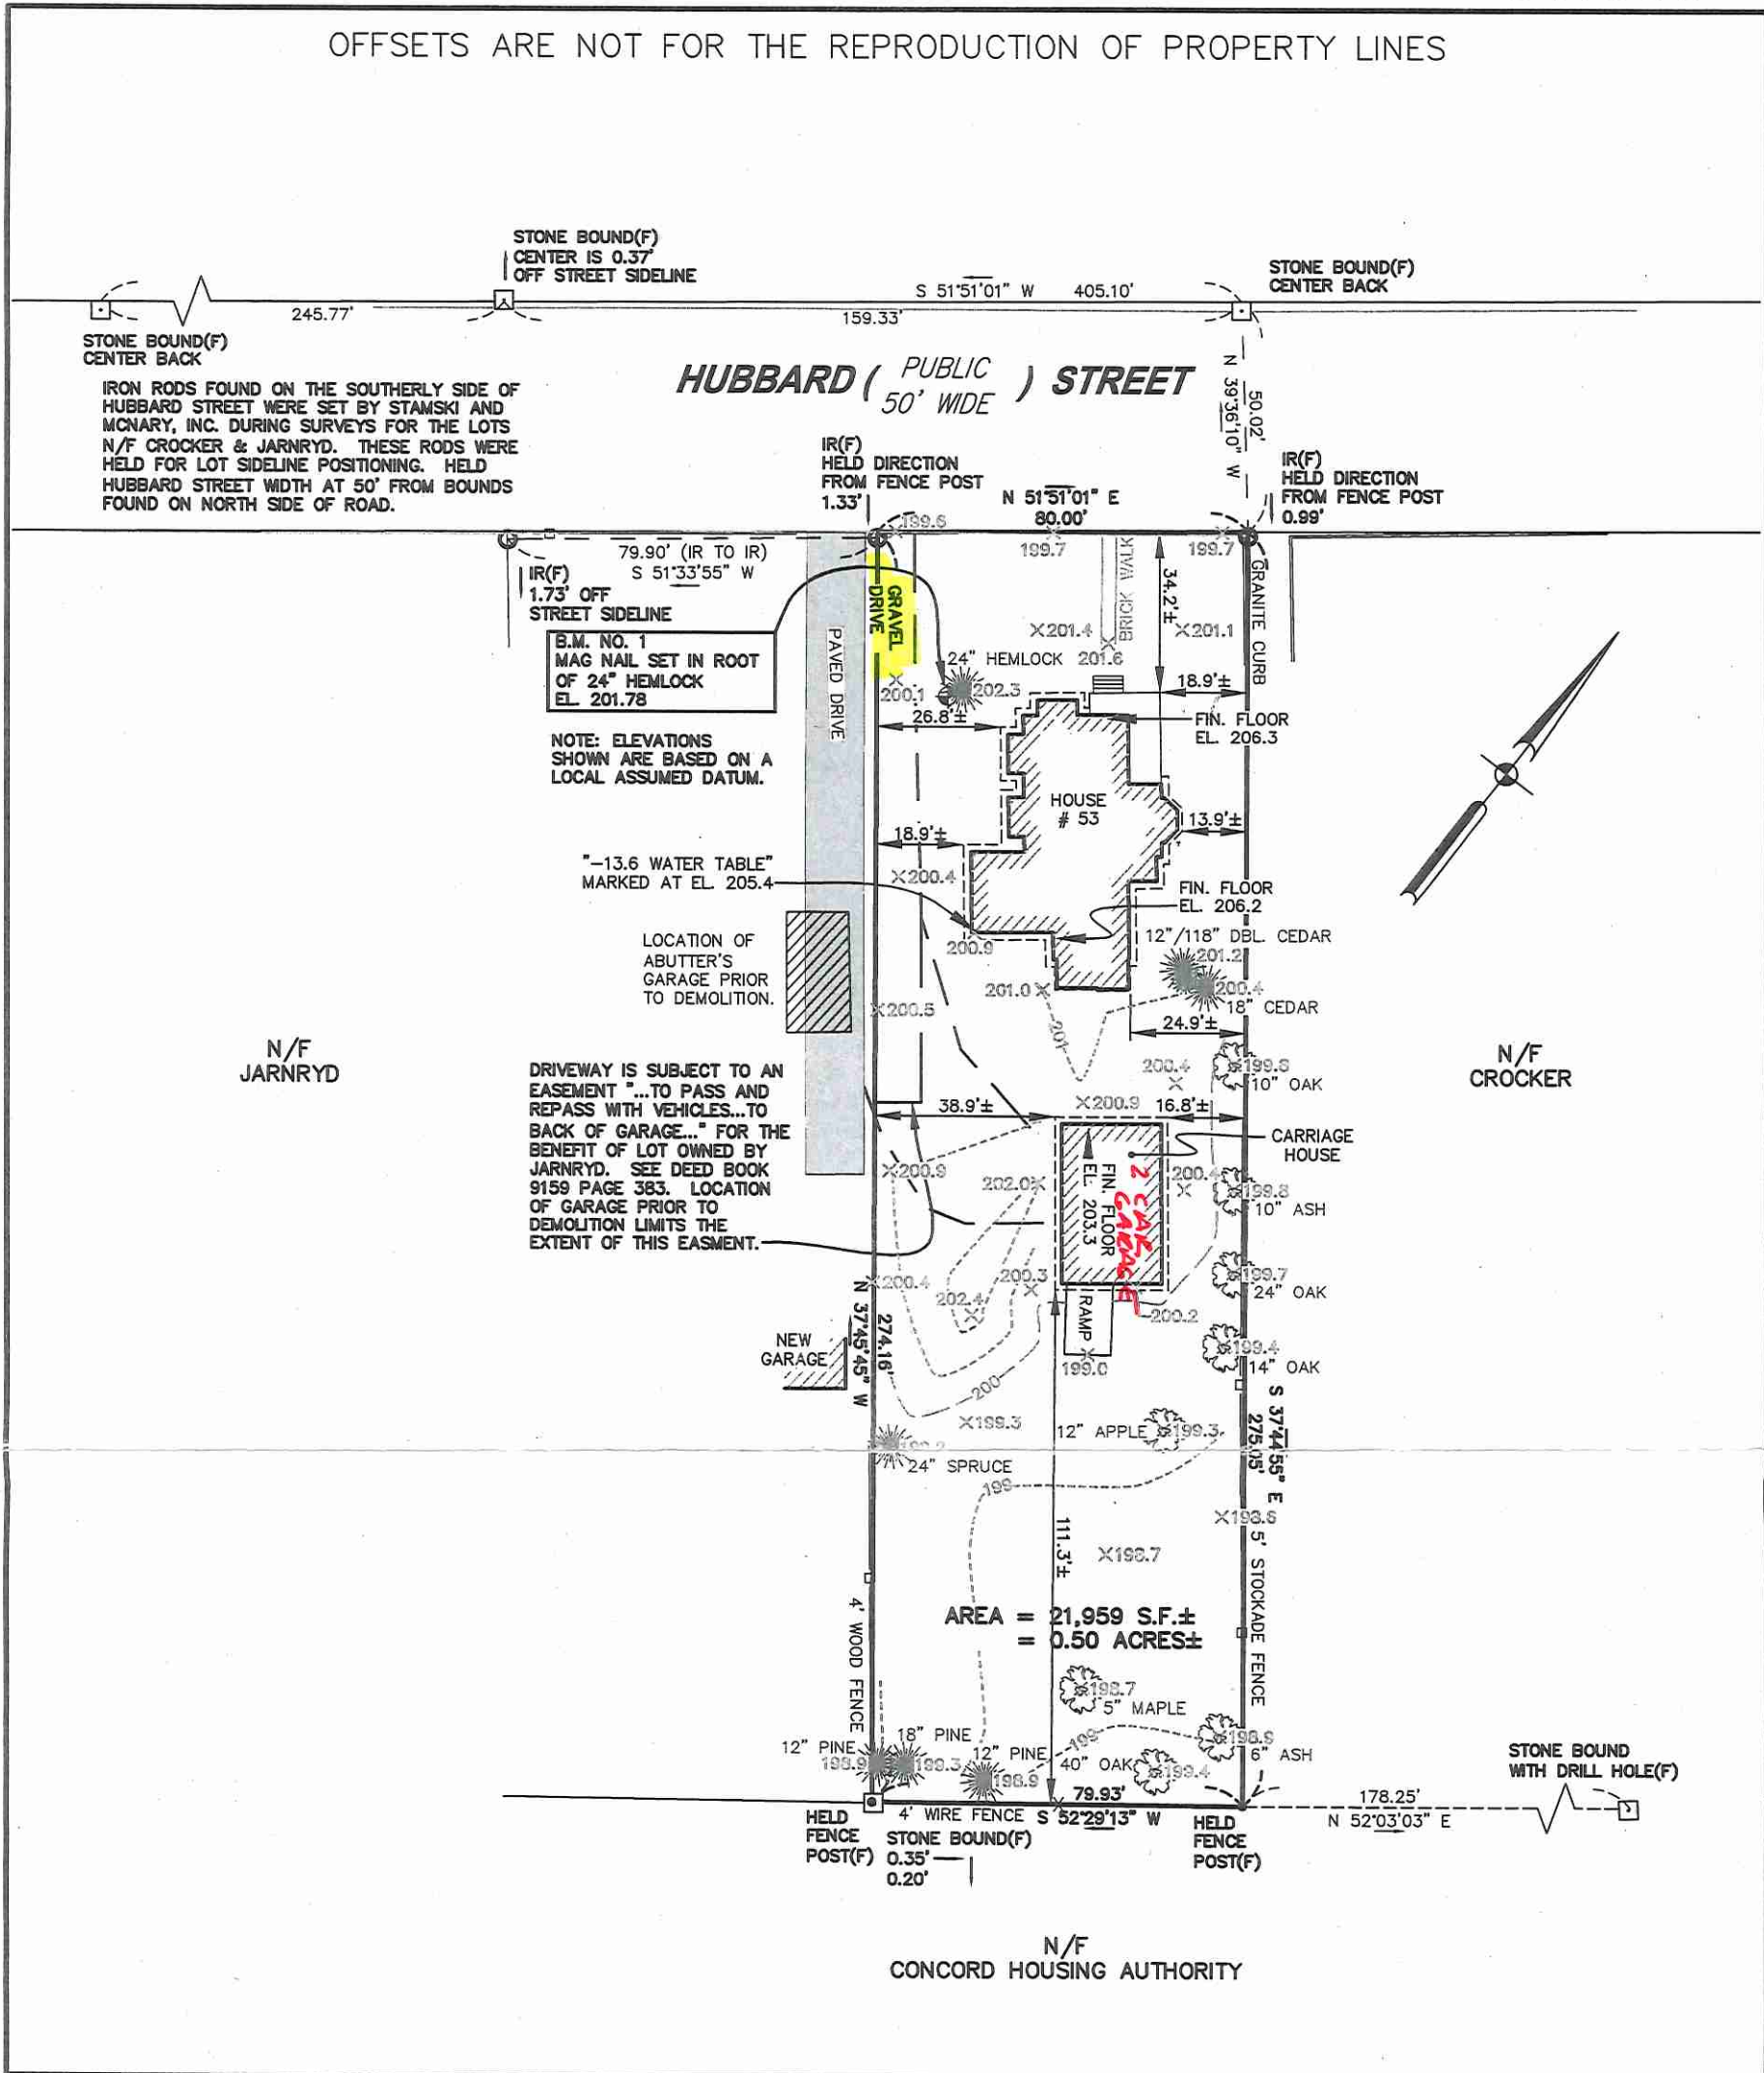 OFFSETS ARE NOT FOR THE REPRODUCTION OF PROPERTY LINES
STONE BOUND(F)
CENTER IS 0.37'
OFF STREET SIDELINE
STONE BOUND(F)
CENTER BACK
S 51°51'01" W 405.10'
245.77'
159.33'
STONE BOUND(F)
CENTER BACK
HUBBARD ( PUBLIC
50' WIDE ) STREET
N 39°36'10" W
50.02'
IRON RODS FOUND ON THE SOUTHERLY SIDE OF
HUBBARD STREET WERE SET BY STAMSKI AND
MCNARY, INC. DURING SURVEYS FOR THE LOTS
N/F CROCKER & JARNRYD. THESE RODS WERE
HELD FOR LOT SIDELINE POSITIONING. HELD
HUBBARD STREET WIDTH AT 50' FROM BOUNDS
FOUND ON NORTH SIDE OF ROAD.
IR(F)
HELD DIRECTION
FROM FENCE POST
1.33'
N 51°51'01" E
80.00'
IR(F)
HELD DIRECTION
FROM FENCE POST
0.99'
199.6
199.7
199.7
79.90' (IR TO IR)
S 51°33'55" W
IR(F)
1.73' OFF
STREET SIDELINE
GRAVEL
DRIVE
BRICK WALK
34.2'±
GRANITE CURB
B.M. NO. 1
MAG NAIL SET IN ROOT
OF 24" HEMLOCK
EL. 201.78
PAVED DRIVE
201.4
201.1
24" HEMLOCK 201.6
200.1
202.3
18.9'±
26.8'±
FIN. FLOOR
EL. 206.3
NOTE: ELEVATIONS
SHOWN ARE BASED ON A
LOCAL ASSUMED DATUM.
HOUSE
# 53
13.9'±
18.9'±
"-13.6 WATER TABLE"
MARKED AT EL. 205.4
200.4
FIN. FLOOR
EL. 206.2
LOCATION OF
ABUTTER'S
GARAGE PRIOR
TO DEMOLITION.
200.9
12"/118" DBL. CEDAR
201.2
201.0
200.4
18" CEDAR
200.5
24.9'±
201
N/F
JARNRYD
N/F
CROCKER
200.4
199.8
10" OAK
DRIVEWAY IS SUBJECT TO AN
EASEMENT "...TO PASS AND
REPASS WITH VEHICLES...TO
BACK OF GARAGE..." FOR THE
BENEFIT OF LOT OWNED BY
JARNRYD. SEE DEED BOOK
9159 PAGE 383. LOCATION
OF GARAGE PRIOR TO
DEMOLITION LIMITS THE
EXTENT OF THIS EASMENT.
38.9'±
200.9
16.8'±
CARRIAGE
HOUSE
200.9
202.0
FIN. FLOOR
EL. 203.3
2 CAR
GARAGE
200.4
199.8
10" ASH
200.4
200.3
202.4
199.7
24" OAK
RAMP
200.2
199.0
199.4
14" OAK
NEW
GARAGE
N 37°45'45" W
274.16'
200
S 37°44'55" E
275.05'
199.3
12" APPLE
199.3
24" SPRUCE
199
198.6
111.3'±
198.7
5' STOCKADE FENCE
4' WOOD FENCE
AREA = 21,959 S.F.±
= 0.50 ACRES±
198.7
5" MAPLE
12" PINE
198.9
18" PINE
199.3
12" PINE
198.9
199
40" OAK
199.4
198.9
6" ASH
STONE BOUND
WITH DRILL HOLE(F)
79.93'
4' WIRE FENCE S 52°29'13" W
178.25'
N 52°03'03" E
HELD
FENCE
POST(F)
STONE BOUND(F)
0.35'
0.20'
HELD
FENCE
POST(F)
N/F
CONCORD HOUSING AUTHORITY